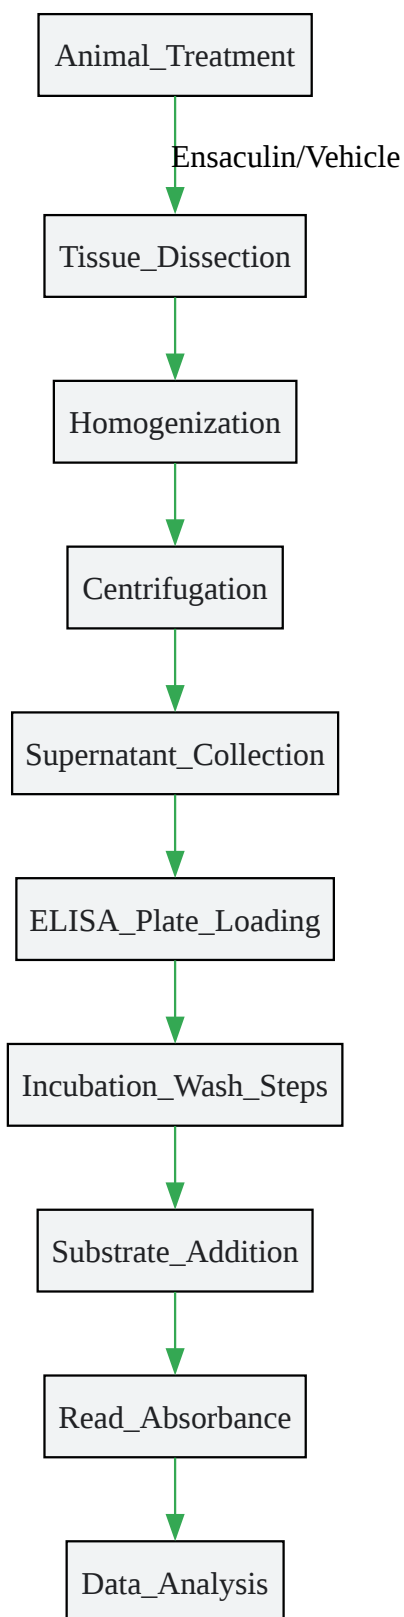 Animal_Treatment
Ensaculin/Vehicle
Tissue_Dissection
Homogenization
Centrifugation
Supernatant_Collection
ELISA_Plate_Loading
Incubation_Wash_Steps
Substrate_Addition
Read_Absorbance
Data_Analysis